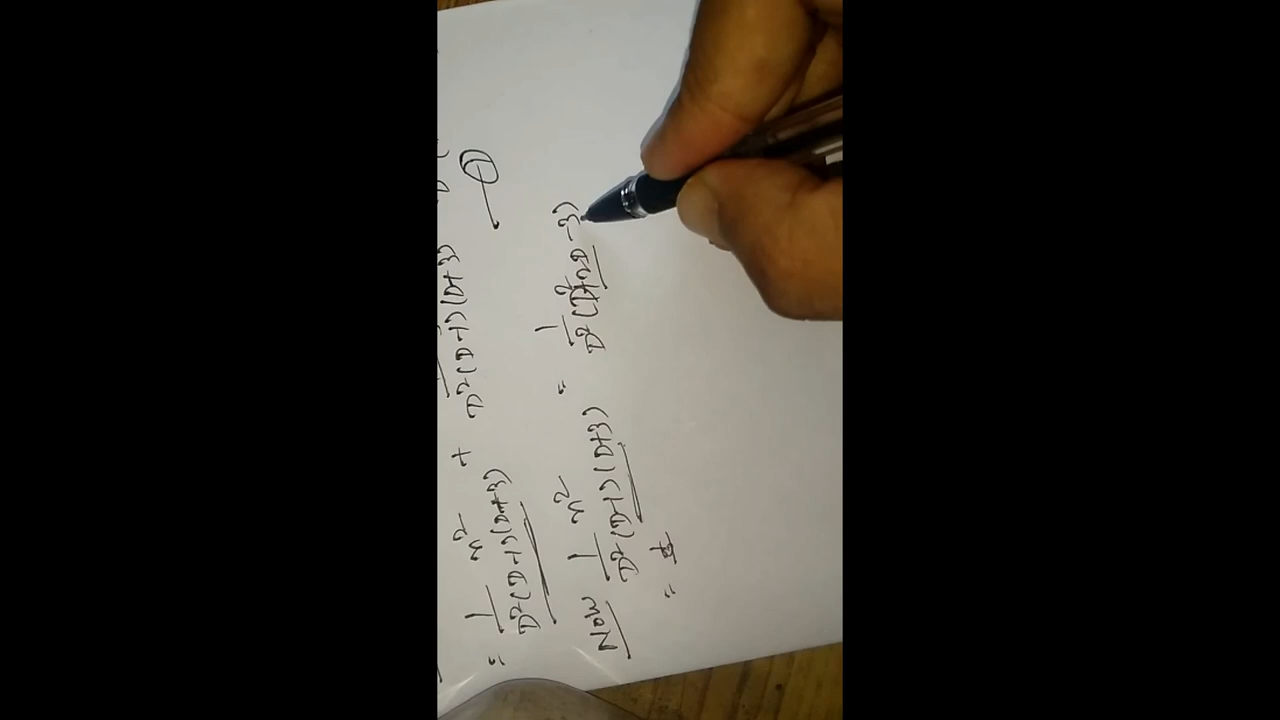 D²(D-1)(D+3)
= 1/D²(D-1)(D+3) x² + D²(D-1)(D+3) ①
Now 1/D²(D-1)(D+3) x² = 1/D²(D²+2D-3)
=